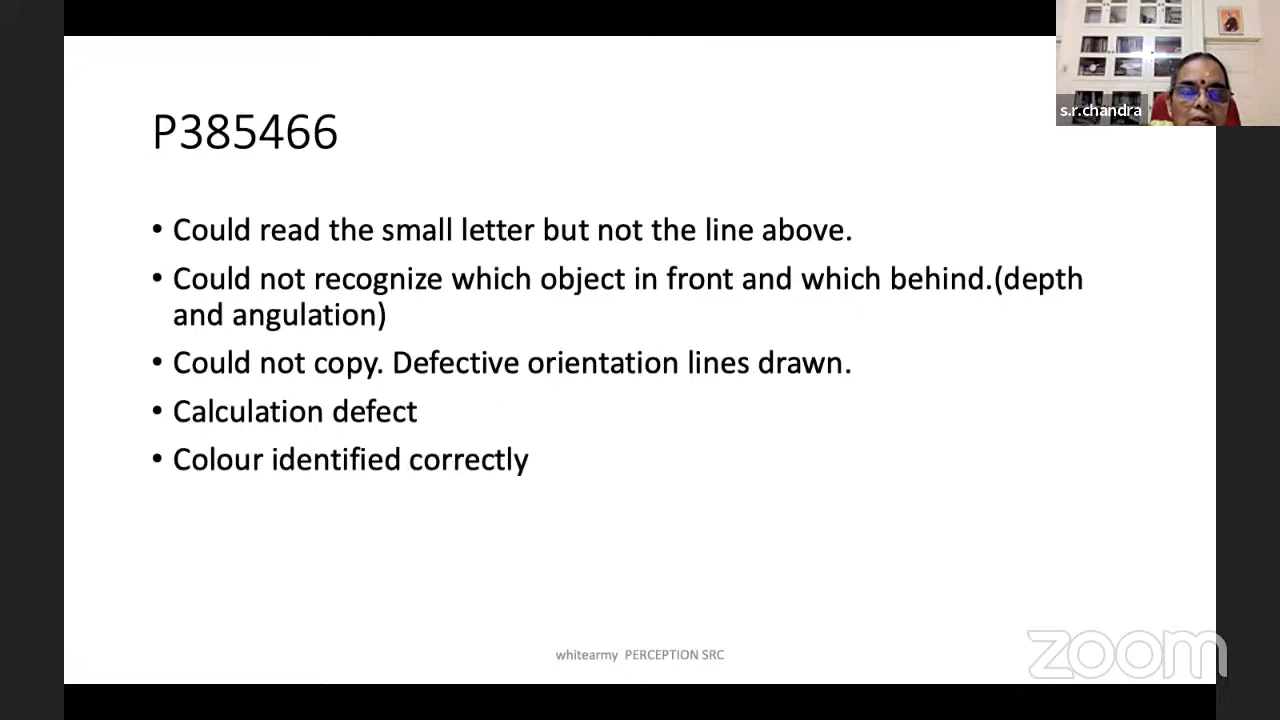 s.r.chandra
P385466
• Could read the small letter but not the line above.
• Could not recognize which object in front and which behind.(depth
and angulation)
• Could not copy. Defective orientation lines drawn.
• Calculation defect
• Colour identified correctly
whitearmy PERCEPTION SRC
zoom